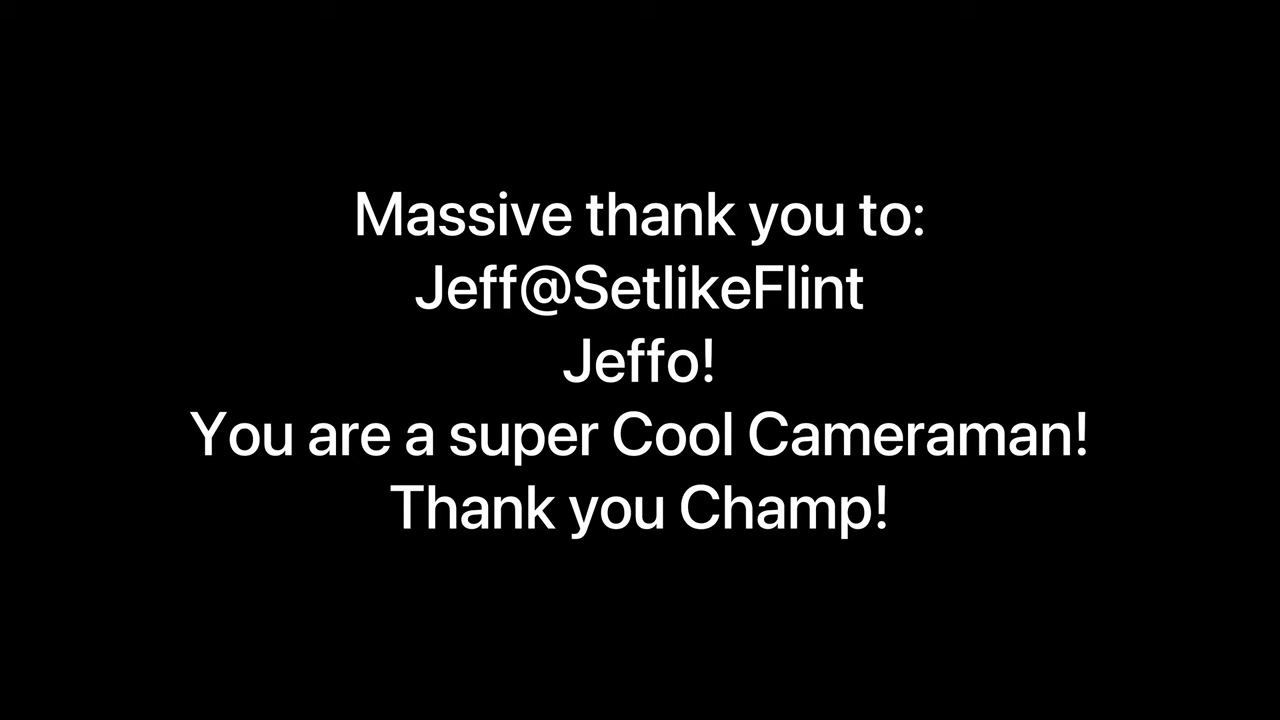 Massive thank you to:
Jeff@SetlikeFlint
Jeffo!
You are a super Cool Cameraman!
Thank you Champ!